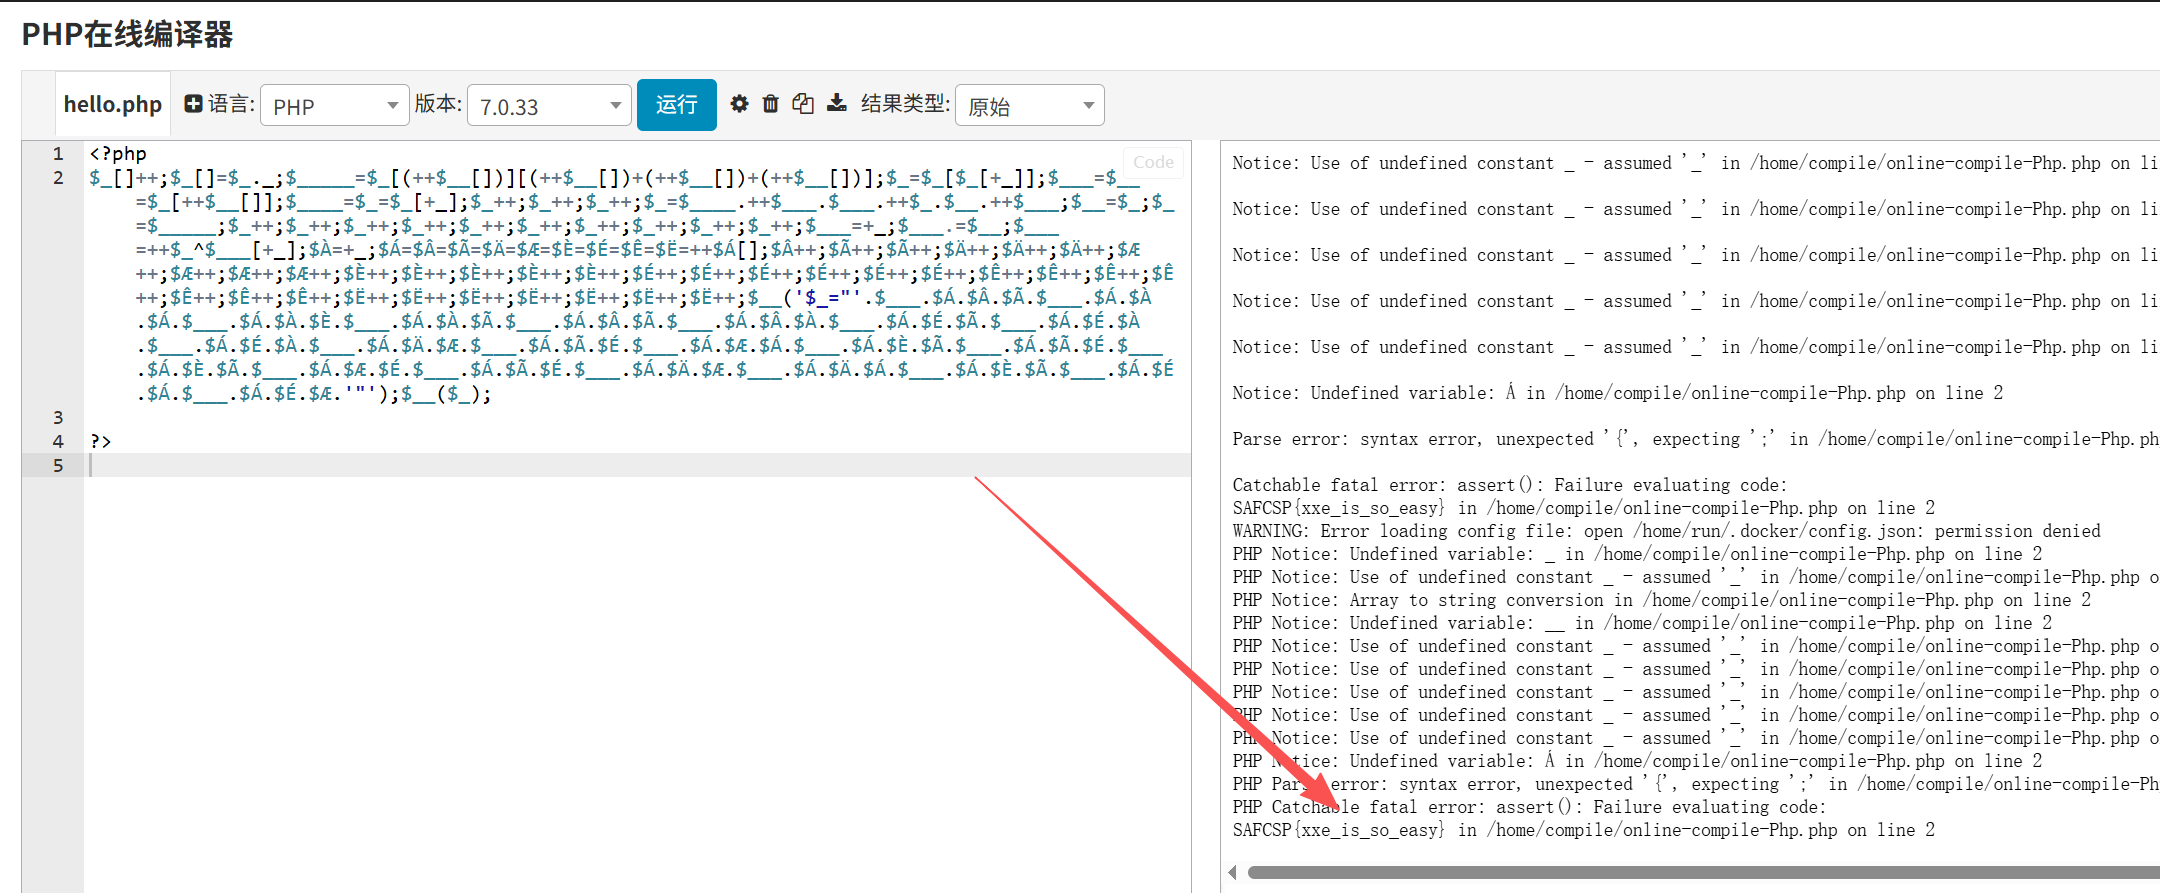 PHP在线编译器
hello.php 语言: PHP 版本: 7.0.33 运行 结果类型: 原始
Code
1 <?php
2 $_[]++;$_[]=$_._;$_____=$_[(++$__[])][(++$__[])+(++$__[])+(++$__[])];$_=$_[$_[+_]];$___=$__
=$_[++$__[]];$____=$_=$_[+_];$_++;$_++;$_++;$_=$____.++$___.$___.++$_.$__.++$___;$__=$_;$_
=$_____;$_++;$_++;$_++;$_++;$_++;$_++;$_++;$_++;$_++;$_++;$___=+_;$___.=$__;$___
=++$_^$___[+_];$À=+_;$Á=$Â=$Ã=$Ä=$Æ=$È=$É=$Ê=$Ë=++$Á[];$Â++;$Ã++;$Ã++;$Ä++;$Ä++;$Ä++;$Æ
++;$Æ++;$Æ++;$Æ++;$È++;$È++;$È++;$È++;$È++;$É++;$É++;$É++;$É++;$É++;$É++;$Ê++;$Ê++;$Ê++;$Ê
++;$Ê++;$Ê++;$Ê++;$Ë++;$Ë++;$Ë++;$Ë++;$Ë++;$Ë++;$Ë++;$__('$_="'.$___.$Á.$Â.$Ã.$___.$Á.$À
.$Á.$___.$Á.$À.$È.$___.$Á.$À.$Ã.$___.$Á.$Â.$Ã.$___.$Á.$Â.$À.$___.$Á.$É.$Ã.$___.$Á.$É.$À
.$___.$Á.$É.$À.$___.$Á.$Ä.$Æ.$___.$Á.$Ã.$É.$___.$Á.$Æ.$Á.$___.$Á.$È.$Ã.$___.$Á.$Ã.$É.$___
.$Á.$È.$Ã.$___.$Á.$Æ.$É.$___.$Á.$Ã.$É.$___.$Á.$Ä.$Æ.$___.$Á.$Ä.$Á.$___.$Á.$È.$Ã.$___.$Á.$É
.$Á.$___.$Á.$É.$Æ.'"');$__($_);
3
4 ?>
5
Notice: Use of undefined constant _ - assumed '_' in /home/compile/online-compile-Php.php on li
Notice: Use of undefined constant _ - assumed '_' in /home/compile/online-compile-Php.php on li
Notice: Use of undefined constant _ - assumed '_' in /home/compile/online-compile-Php.php on li
Notice: Use of undefined constant _ - assumed '_' in /home/compile/online-compile-Php.php on li
Notice: Use of undefined constant _ - assumed '_' in /home/compile/online-compile-Php.php on li
Notice: Undefined variable: Á in /home/compile/online-compile-Php.php on line 2
Parse error: syntax error, unexpected '{', expecting ';' in /home/compile/online-compile-Php.ph
Catchable fatal error: assert(): Failure evaluating code:
SAFCSP{xxe_is_so_easy} in /home/compile/online-compile-Php.php on line 2
WARNING: Error loading config file: open /home/run/.docker/config.json: permission denied
PHP Notice: Undefined variable: _ in /home/compile/online-compile-Php.php on line 2
PHP Notice: Use of undefined constant _ - assumed '_' in /home/compile/online-compile-Php.php o
PHP Notice: Array to string conversion in /home/compile/online-compile-Php.php on line 2
PHP Notice: Undefined variable: __ in /home/compile/online-compile-Php.php on line 2
PHP Notice: Use of undefined constant _ - assumed '_' in /home/compile/online-compile-Php.php o
PHP Notice: Use of undefined constant _ - assumed '_' in /home/compile/online-compile-Php.php o
PHP Notice: Use of undefined constant _ - assumed '_' in /home/compile/online-compile-Php.php o
PHP Notice: Use of undefined constant _ - assumed '_' in /home/compile/online-compile-Php.php o
PHP Notice: Use of undefined constant _ - assumed '_' in /home/compile/online-compile-Php.php o
PHP Notice: Undefined variable: Á in /home/compile/online-compile-Php.php on line 2
PHP Parse error: syntax error, unexpected '{', expecting ';' in /home/compile/online-compile-Ph
PHP Catchable fatal error: assert(): Failure evaluating code:
SAFCSP{xxe_is_so_easy} in /home/compile/online-compile-Php.php on line 2